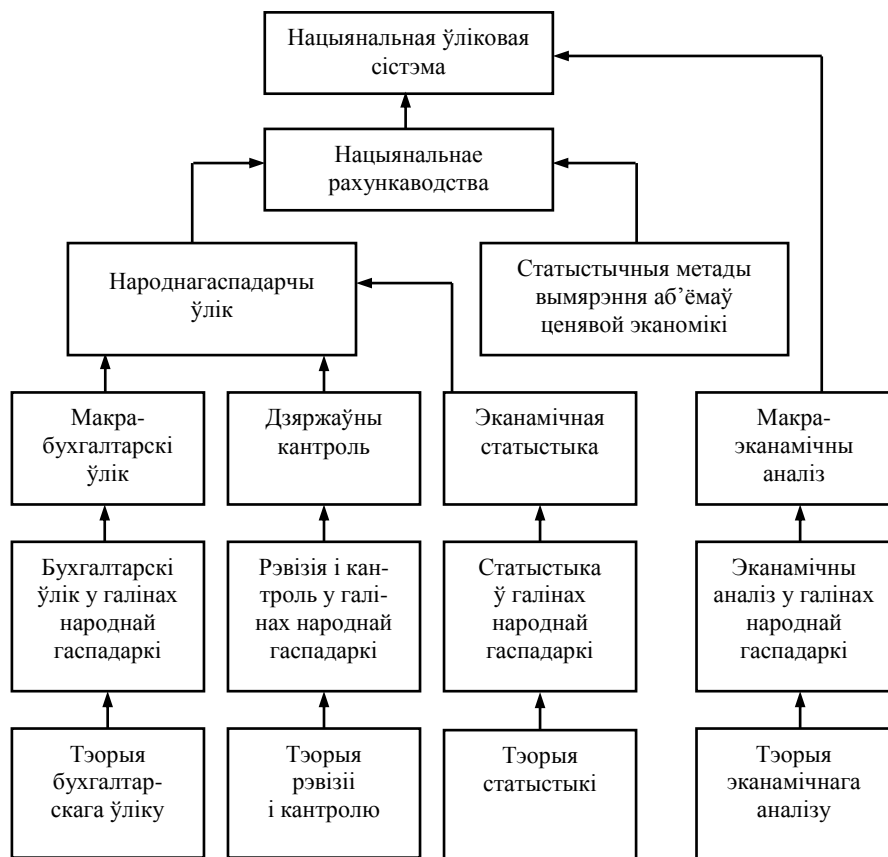 Нацыянальная ўліковая
сістэма
Нацыянальнае
рахункаводства
Народнагаспадарчы
ўлік
Статыстычныя метады
вымярэння аб’ёмаў
ценявой эканомікі
Макра-
бухгалтарскі
ўлік
Дзяржаўны
кантроль
Эканамічная
статыстыка
Макра-
эканамічны
аналіз
Бухгалтарскі
ўлік у галінах
народнай
гаспадаркі
Рэвізія і кан-
троль у галі-
нах народнай
гаспадаркі
Статыстыка
ў галінах
народнай
гаспадаркі
Эканамічны
аналіз у галінах
народнай
гаспадаркі
Тэорыя
бухгалтар-
скага ўліку
Тэорыя
рэвізіі
і кантролю
Тэорыя
статыстыкі
Тэорыя
эканамічнага
аналізу